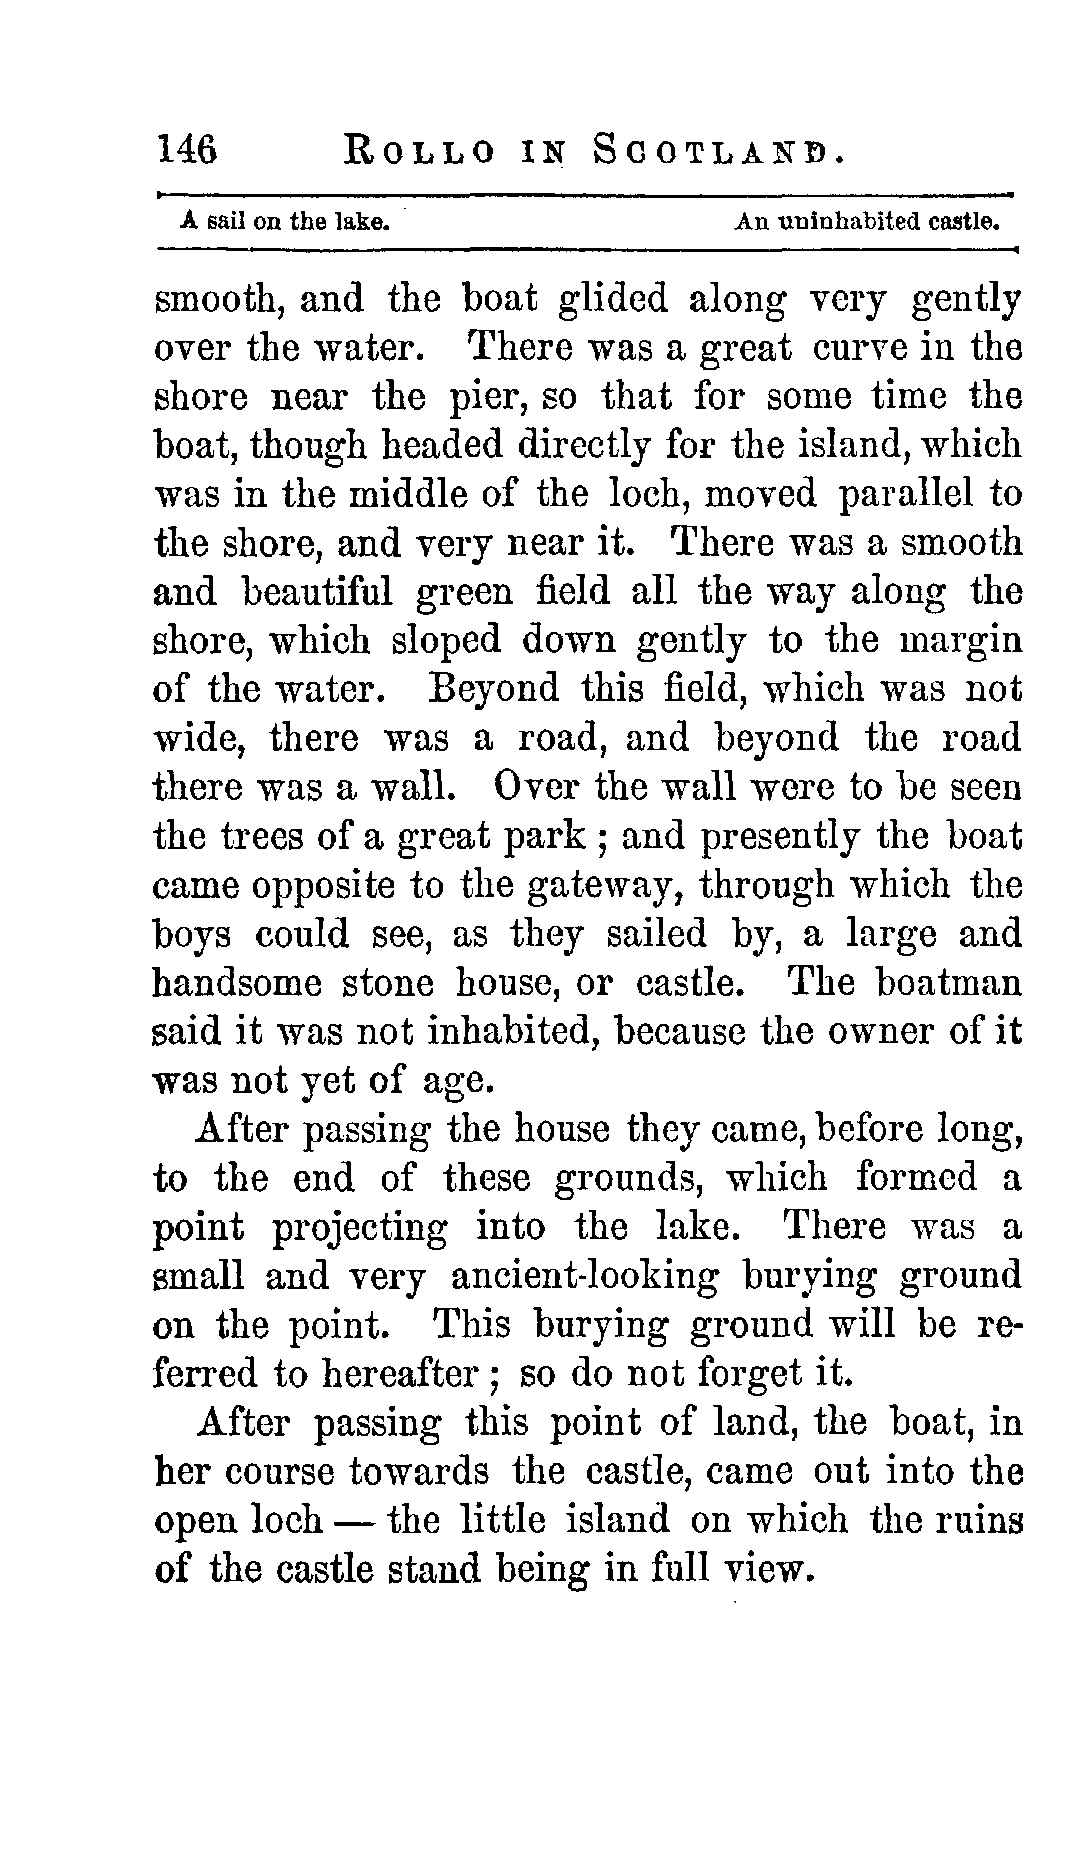 146 ROLLO IN SCOTLAND.
A sail on the lake. An uninhabited castle.
smooth, and the boat glided along very gently
over the water. There was a great curve in the
shore near the pier, so that for some time the
boat, though headed directly for the island, which
was in the middle of the loch, moved parallel to
the shore, and very near it. There was a smooth
and beautiful green field all the way along the
shore, which sloped down gently to the margin
of the water. Beyond this field, which was not
wide, there was a road, and beyond the road
there was a wall. Over the wall were to be seen
the trees of a great park; and presently the boat
came opposite to the gateway, through which the
boys could see, as they sailed by, a large and
handsome stone house, or castle. The boatman
said it was not inhabited, because the owner of it
was not yet of age.
After passing the house they came, before long,
to the end of these grounds, which formed a
point projecting into the lake. There was a
small and very ancient-looking burying ground
on the point. This burying ground will be re-
ferred to hereafter; so do not forget it.
After passing this point of land, the boat, in
her course towards the castle, came out into the
open loch — the little island on which the ruins
of the castle stand being in full view.